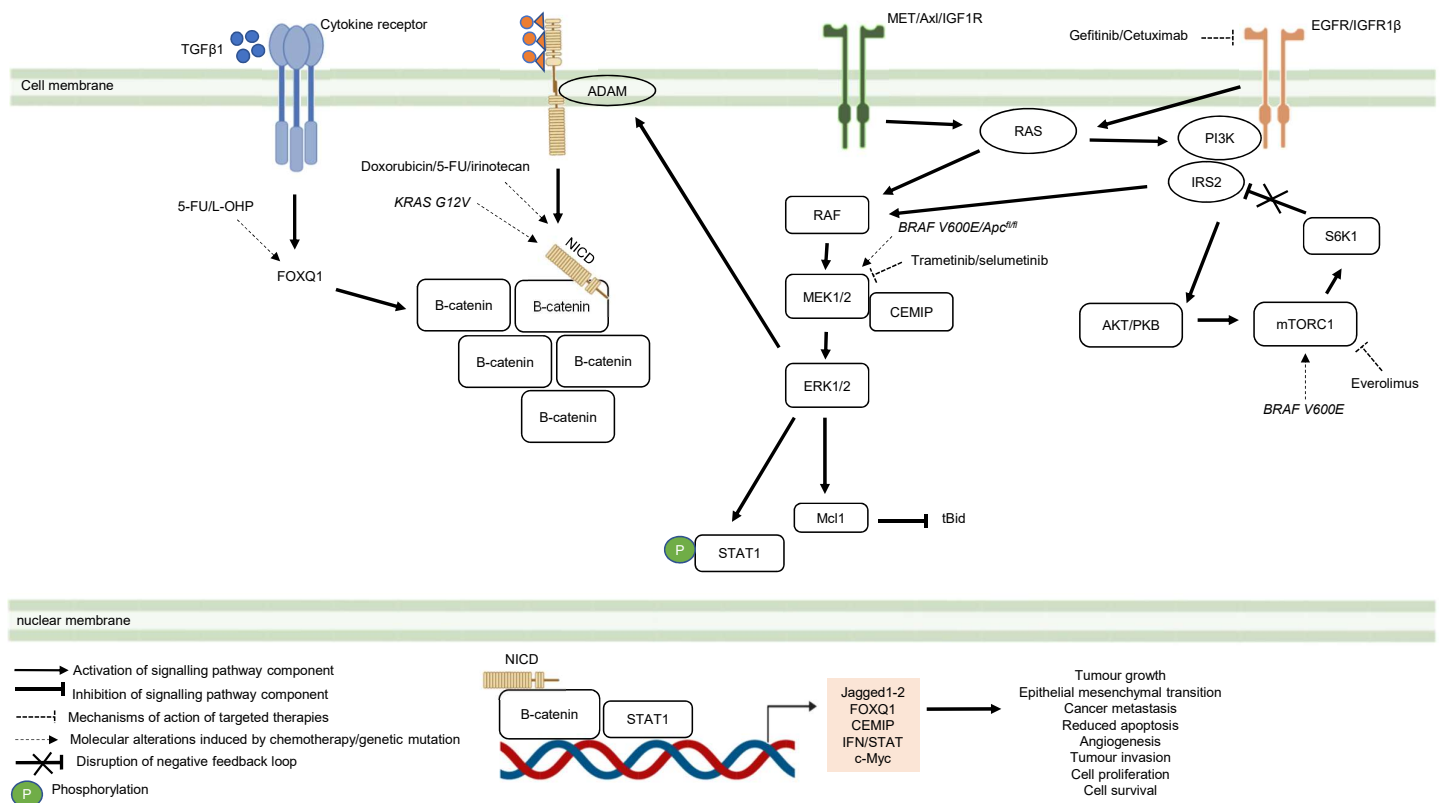 TGFβ1
Cytokine receptor
MET/Axl/IGF1R
EGFR/IGFR1β
Gefitinib/Cetuximab
Cell membrane
ADAM
RAS
PI3K
IRS2
Doxorubicin/5-FU/irinotecan
KRAS G12V
5-FU/L-OHP
FOXQ1
NICD
RAF
BRAF V600E/Apcfl/fl
Trametinib/selumetinib
MEK1/2
CEMIP
S6K1
AKT/PKB
mTORC1
Everolimus
BRAF V600E
B-catenin
B-catenin
B-catenin
B-catenin
B-catenin
ERK1/2
Mcl1
tBid
P
STAT1
nuclear membrane
Activation of signalling pathway component
Inhibition of signalling pathway component
Mechanisms of action of targeted therapies
Molecular alterations induced by chemotherapy/genetic mutation
Disruption of negative feedback loop
P
Phosphorylation
NICD
B-catenin
STAT1
Jagged1-2
FOXQ1
CEMIP
IFN/STAT
c-Myc
Tumour growth
Epithelial mesenchymal transition
Cancer metastasis
Reduced apoptosis
Angiogenesis
Tumour invasion
Cell proliferation
Cell survival